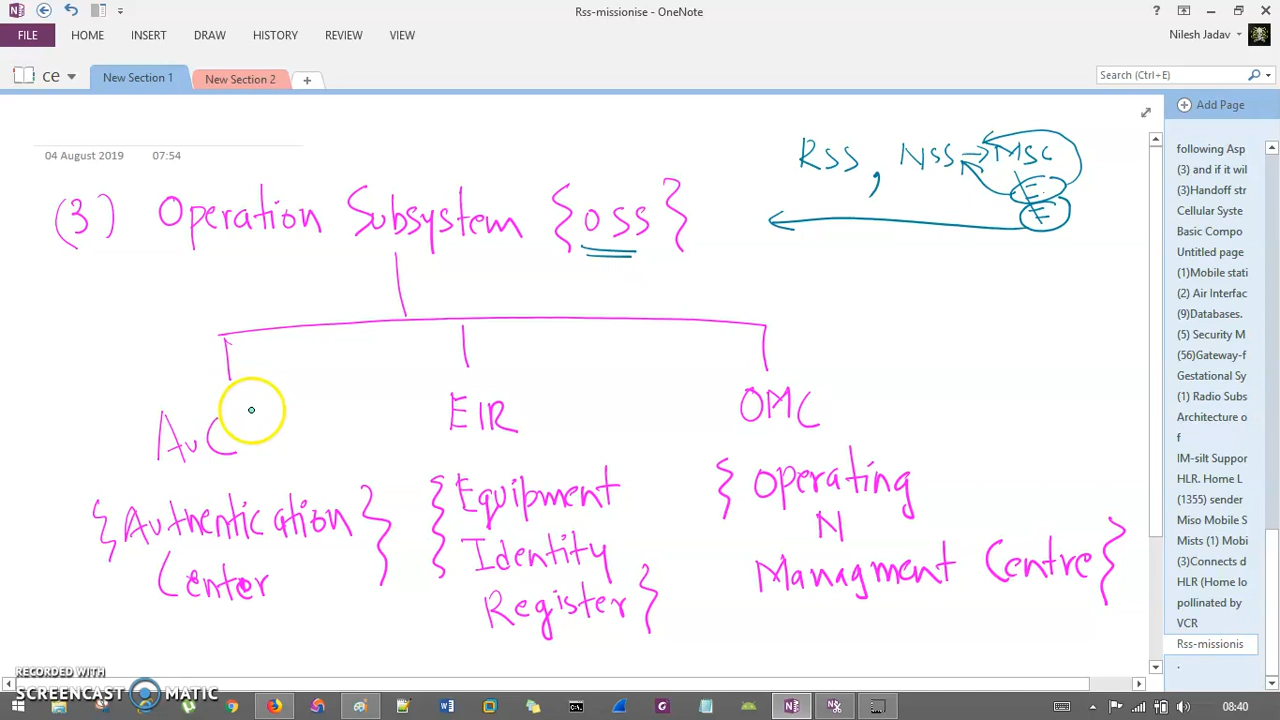 Rss-missionise - OneNote
FILE HOME INSERT DRAW HISTORY REVIEW VIEW
Nilesh Jadav
ce New Section 1 New Section 2
Search (Ctrl+E)
Add Page
04 August 2019 07:54
RSS, NSS MSC
E
E
(3) Operation Subsystem {OSS}
AuC EIR OMC
{Authentication Center}
{Equipment
Identity
Register}
{Operating
N
Managment Centre}
following Asp
(3) and if it wil
(3)Handoff str
Cellular Syste
Basic Compo
Untitled page
(1)Mobile stati
(2) Air Interfac
(9)Databases.
(5) Security M
(56)Gateway-f
Gestational Sy
(1) Radio Subs
Architecture o
f
IM-silt Suppor
HLR. Home L
(1355) sender
Miso Mobile S
Mists (1) Mobi
(3)Connects d
HLR (Home lo
pollinated by
VCR
Rss-missionis
.
RECORDED WITH
SCREENCAST MATIC
08:40